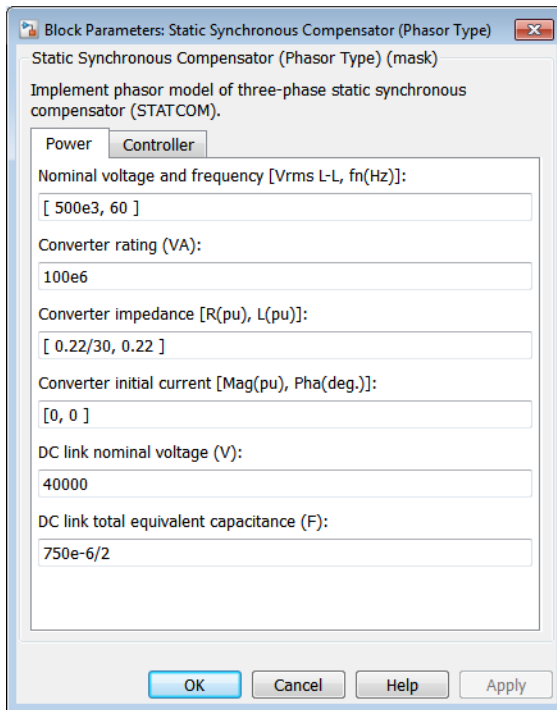 Block Parameters: Static Synchronous Compensator (Phasor Type)
Static Synchronous Compensator (Phasor Type) (mask)
Implement phasor model of three-phase static synchronous
compensator (STATCOM).
Power Controller
Nominal voltage and frequency [Vrms L-L, fn(Hz)]:
[ 500e3, 60 ]
Converter rating (VA):
100e6
Converter impedance [R(pu), L(pu)]:
[ 0.22/30, 0.22 ]
Converter initial current [Mag(pu), Pha(deg.)]:
[0, 0 ]
DC link nominal voltage (V):
40000
DC link total equivalent capacitance (F):
750e-6/2
OK Cancel Help Apply